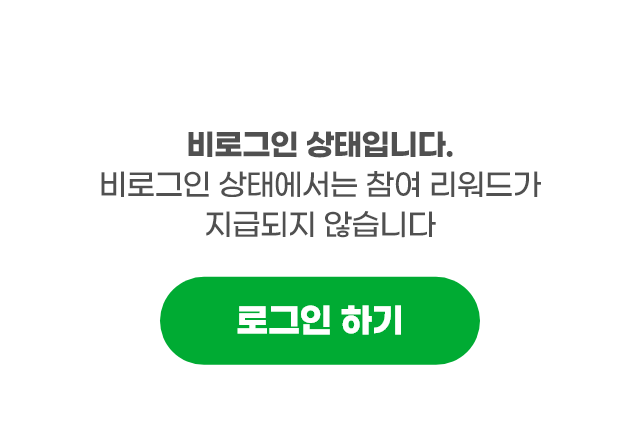 비로그인 상태입니다.
비로그인 상태에서는 참여 리워드가
지급되지 않습니다
로그인 하기